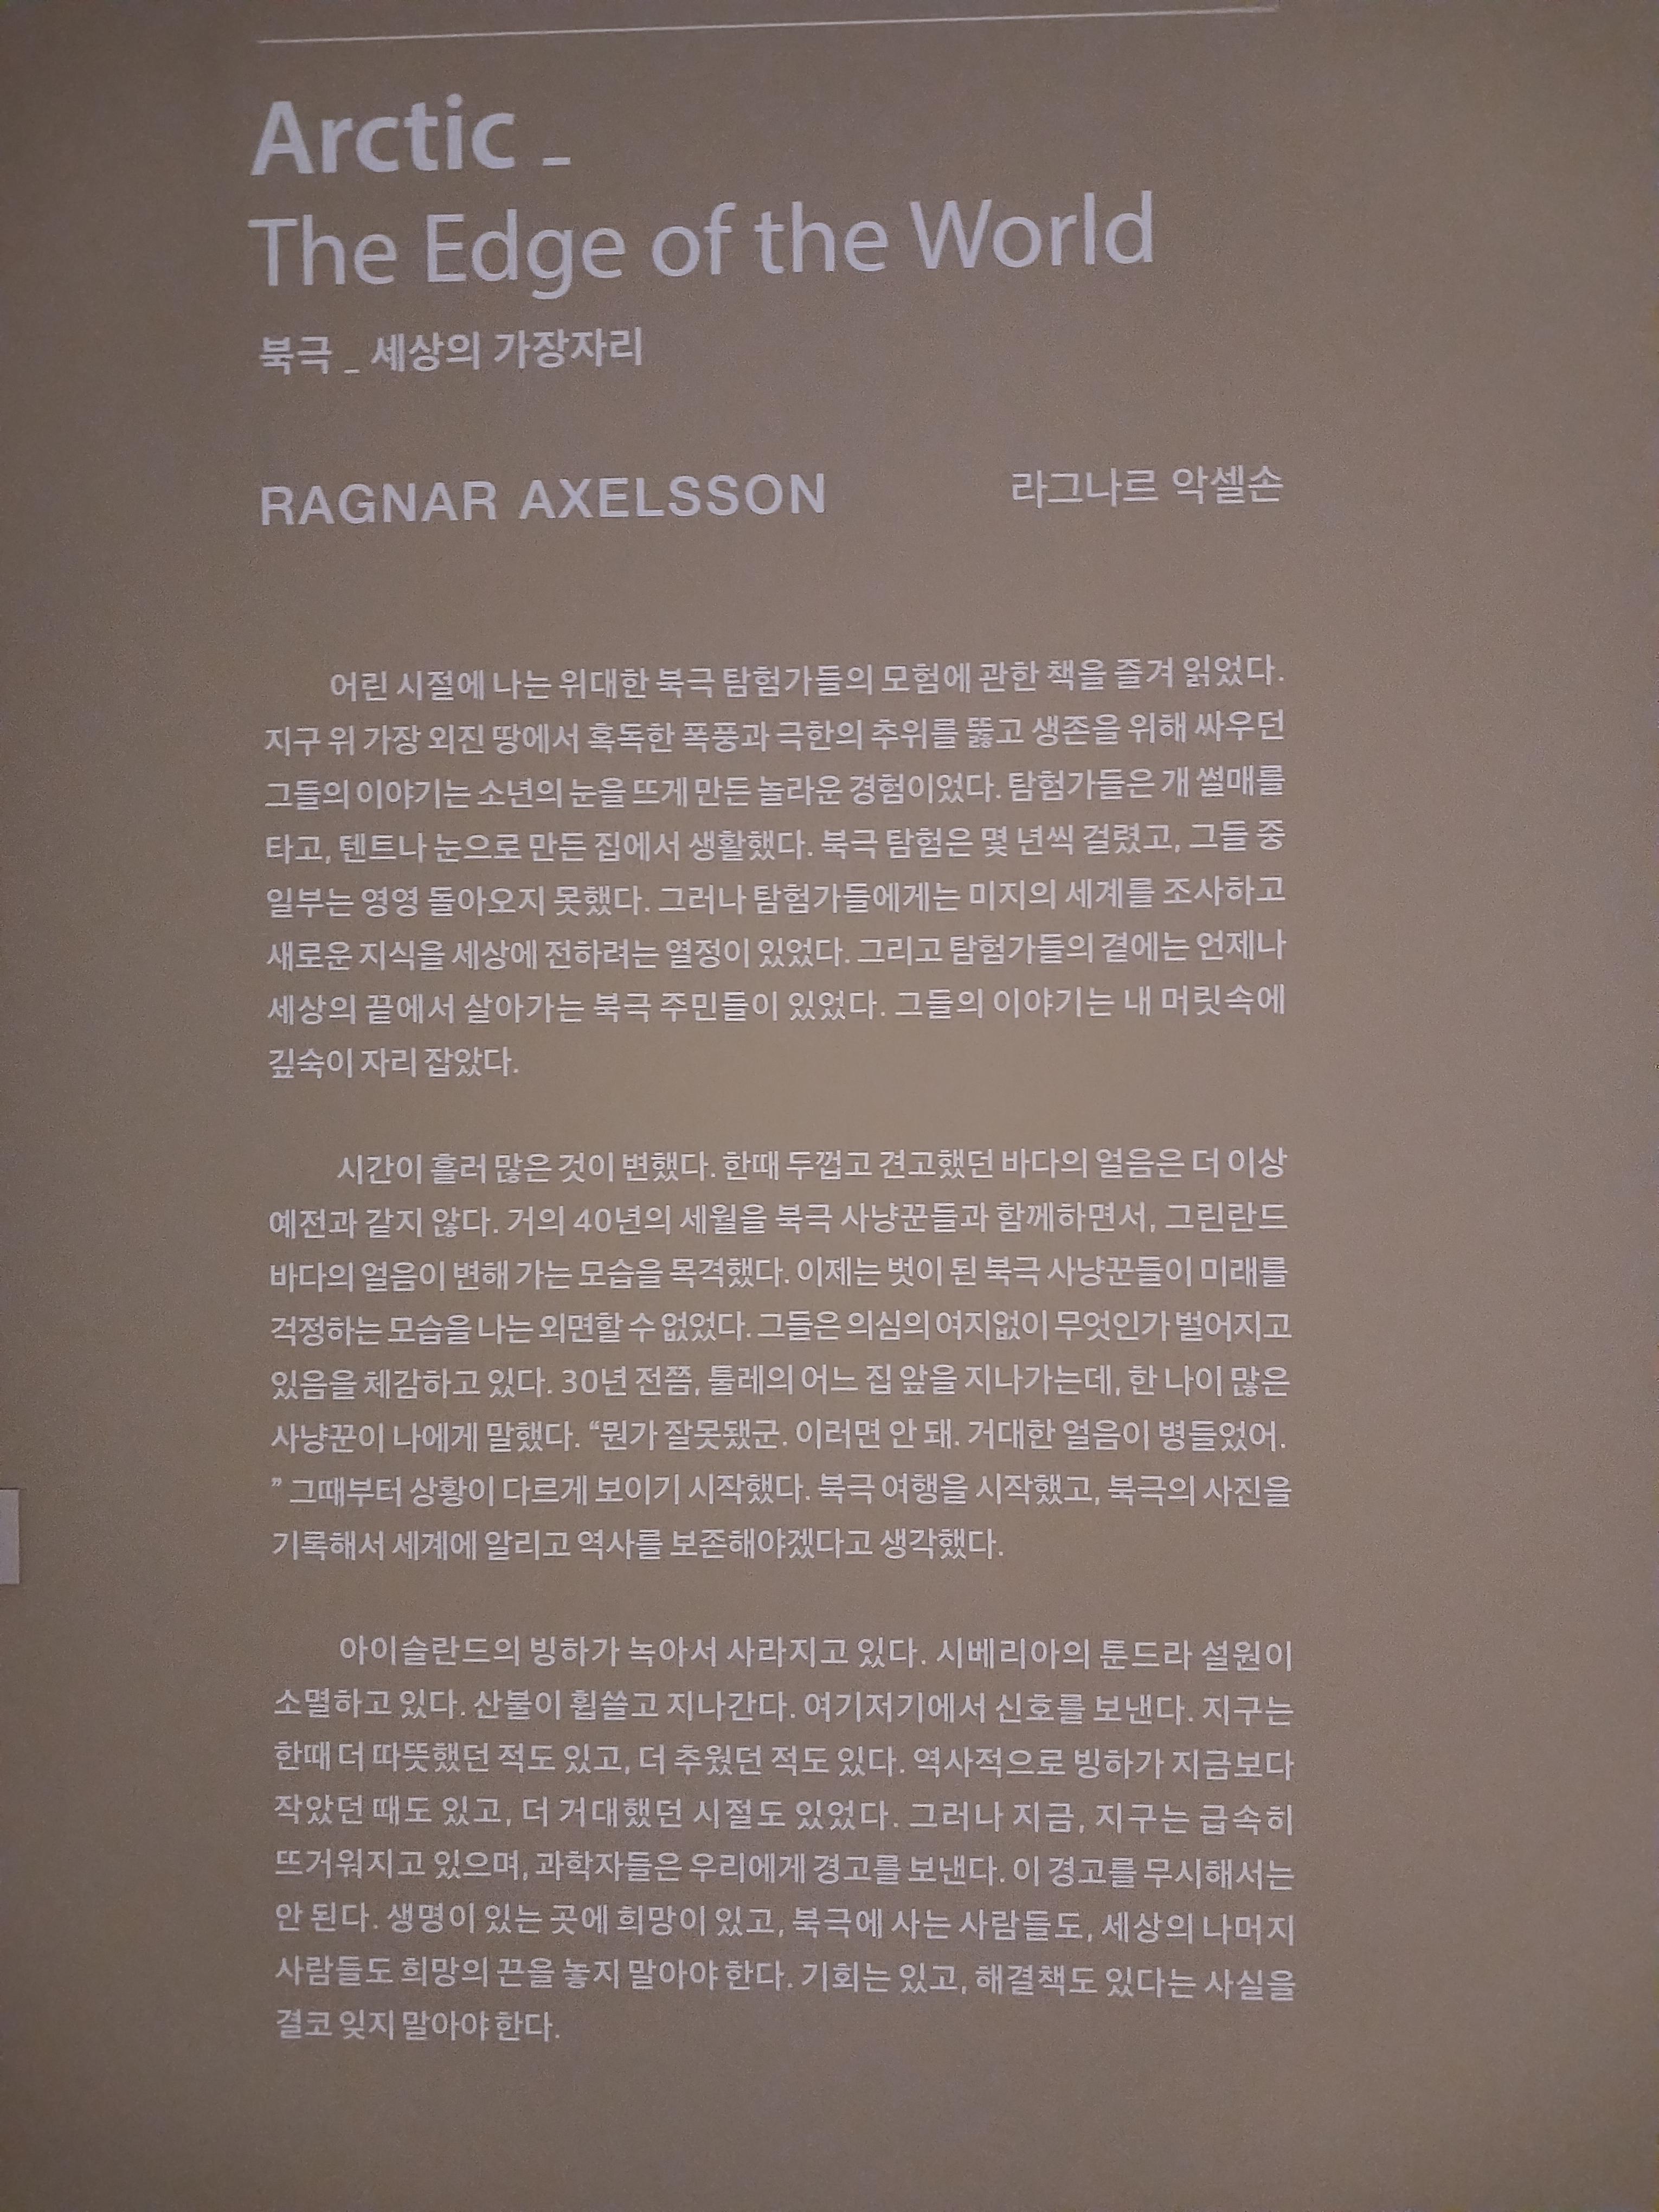 Arctic _
The Edge of the World
북극 _ 세상의 가장자리
RAGNAR AXELSSON 라그나르 악셀손
어린 시절에 나는 위대한 북극 탐험가들의 모험에 관한 책을 즐겨 읽었다.
지구 위 가장 외진 땅에서 혹독한 폭풍과 극한의 추위를 뚫고 생존을 위해 싸우던
그들의 이야기는 소년의 눈을 뜨게 만든 놀라운 경험이었다. 탐험가들은 개 썰매를
타고, 텐트나 눈으로 만든 집에서 생활했다. 북극 탐험은 몇 년씩 걸렸고, 그들 중
일부는 영영 돌아오지 못했다. 그러나 탐험가들에게는 미지의 세계를 조사하고
새로운 지식을 세상에 전하려는 열정이 있었다. 그리고 탐험가들의 곁에는 언제나
세상의 끝에서 살아가는 북극 주민들이 있었다. 그들의 이야기는 내 머릿속에
깊숙이 자리 잡았다.
시간이 흘러 많은 것이 변했다. 한때 두껍고 견고했던 바다의 얼음은 더 이상
예전과 같지 않다. 거의 40년의 세월을 북극 사냥꾼들과 함께하면서, 그린란드
바다의 얼음이 변해 가는 모습을 목격했다. 이제는 벗이 된 북극 사냥꾼들이 미래를
걱정하는 모습을 나는 외면할 수 없었다. 그들은 의심의 여지없이 무엇인가 벌어지고
있음을 체감하고 있다. 30년 전쯤, 툴레의 어느 집 앞을 지나가는데, 한 나이 많은
사냥꾼이 나에게 말했다. “뭔가 잘못됐군. 이러면 안 돼. 거대한 얼음이 병들었어.
” 그때부터 상황이 다르게 보이기 시작했다. 북극 여행을 시작했고, 북극의 사진을
기록해서 세계에 알리고 역사를 보존해야겠다고 생각했다.
아이슬란드의 빙하가 녹아서 사라지고 있다. 시베리아의 툰드라 설원이
소멸하고 있다. 산불이 휩쓸고 지나간다. 여기저기에서 신호를 보낸다. 지구는
한때 더 따뜻했던 적도 있고, 더 추웠던 적도 있다. 역사적으로 빙하가 지금보다
작았던 때도 있고, 더 거대했던 시절도 있었다. 그러나 지금, 지구는 급속히
뜨거워지고 있으며, 과학자들은 우리에게 경고를 보낸다. 이 경고를 무시해서는
안 된다. 생명이 있는 곳에 희망이 있고, 북극에 사는 사람들도, 세상의 나머지
사람들도 희망의 끈을 놓지 말아야 한다. 기회는 있고, 해결책도 있다는 사실을
결코 잊지 말아야 한다.